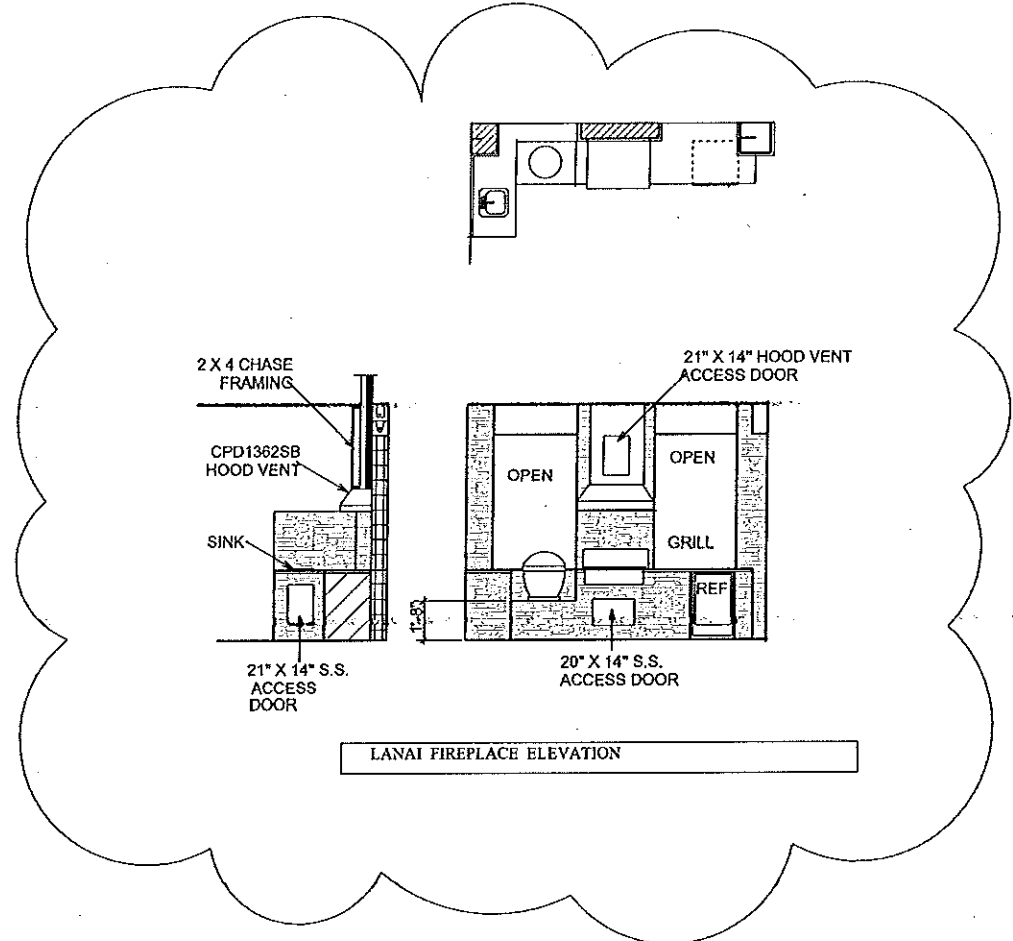 2 X 4 CHASE
FRAMING
21" X 14" HOOD VENT
ACCESS DOOR
CPD1362SB
HOOD VENT
OPEN
OPEN
SINK
GRILL
REF
1'-8"
21" X 14" S.S.
ACCESS
DOOR
20" X 14" S.S.
ACCESS DOOR
LANAI FIREPLACE ELEVATION